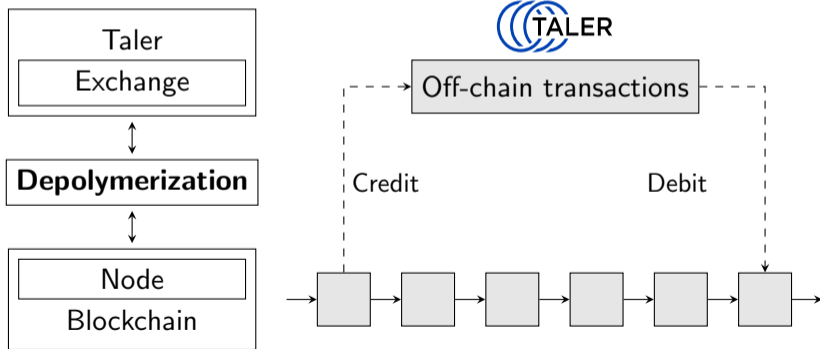 Taler
Exchange
Depolymerization
Node
Blockchain
TALER
Off-chain transactions
Credit
Debit